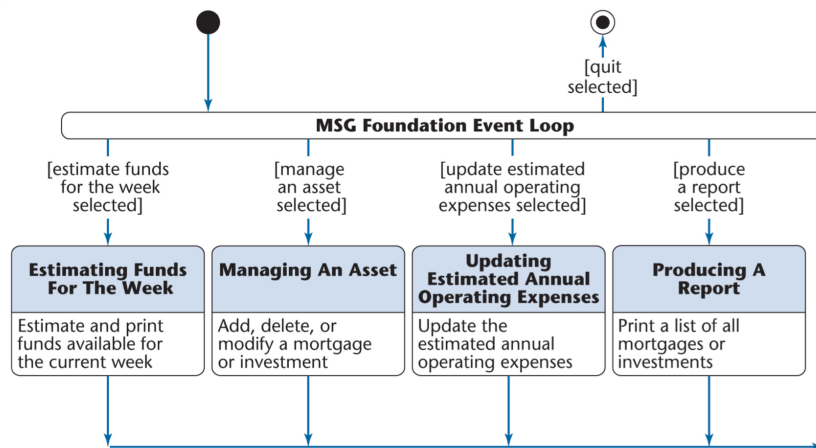 [quit
selected]
MSG Foundation Event Loop
[estimate funds
for the week
selected]
[manage
an asset
selected]
[update estimated
annual operating
expenses selected]
[produce
a report
selected]
Estimating Funds
For The Week
Estimate and print
funds available for
the current week
Managing An Asset
Add, delete, or
modify a mortgage
or investment
Updating
Estimated Annual
Operating Expenses
Update the
estimated annual
operating expenses
Producing A
Report
Print a list of all
mortgages or
investments